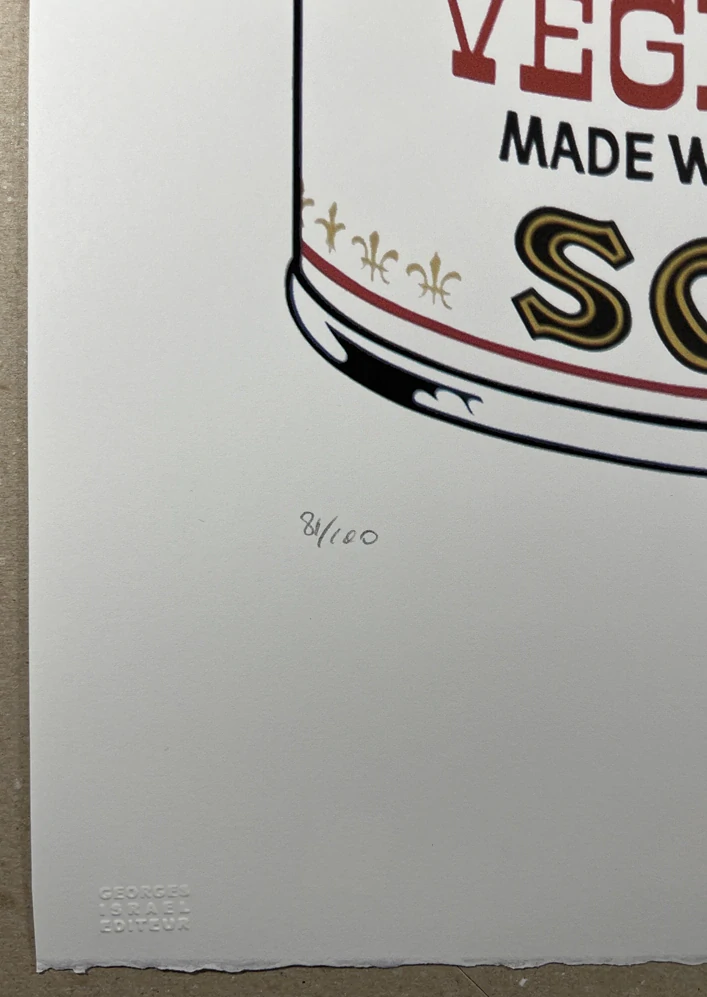 VEG
MADE W
SO
81/100
GEORGES
ISRAEL
EDITEUR